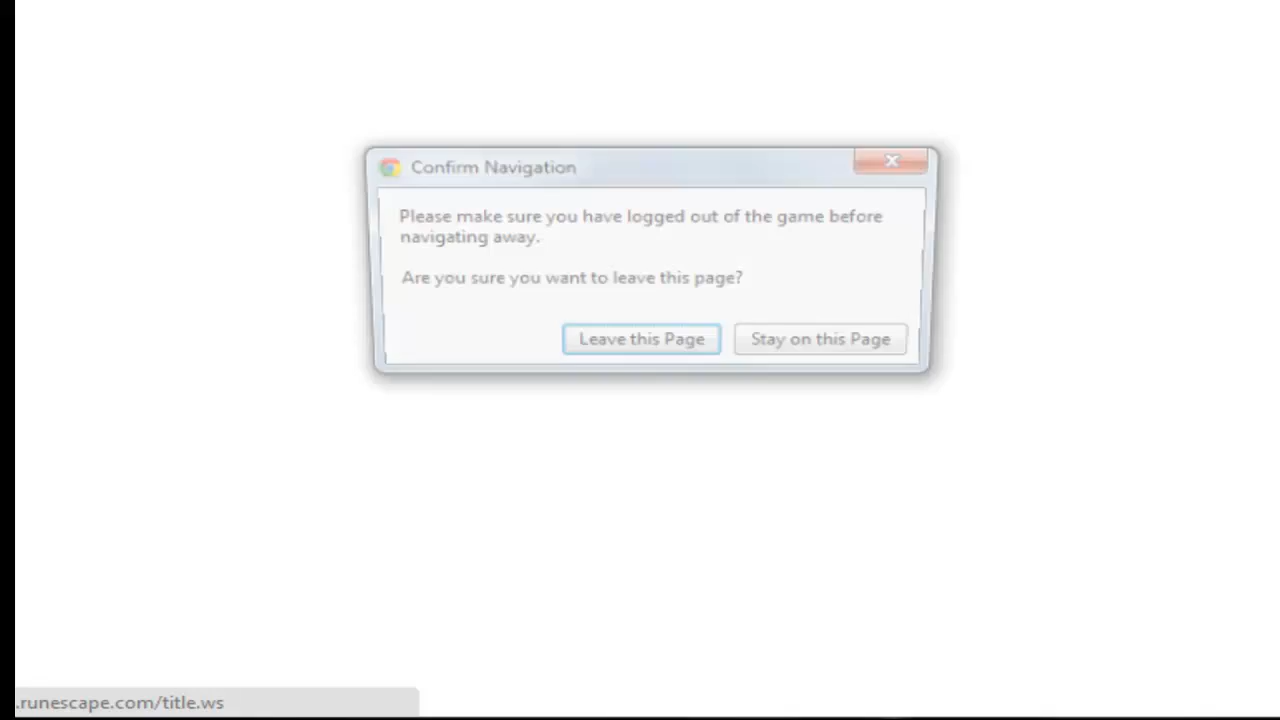 Confirm Navigation
Please make sure you have logged out of the game before
navigating away.
Are you sure you want to leave this page?
Leave this Page
Stay on this Page
.runescape.com/title.ws